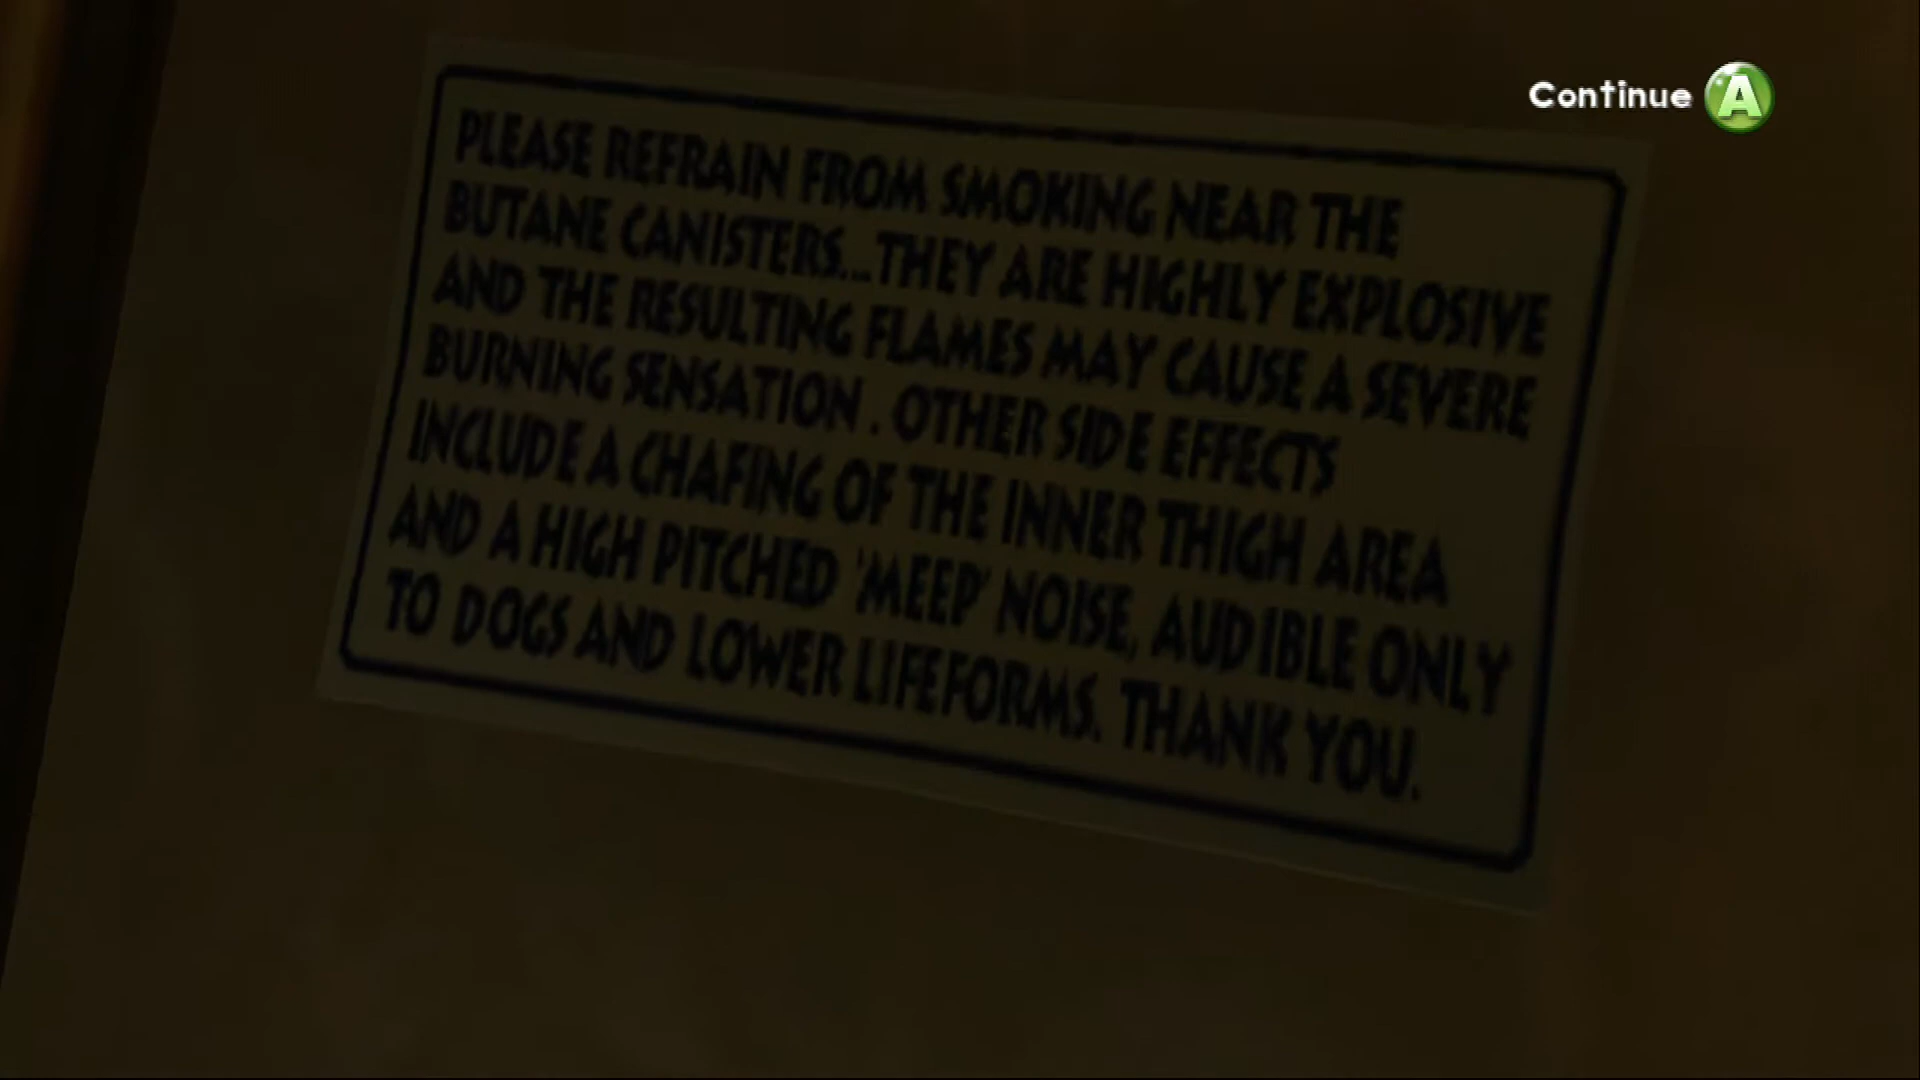 Continue A
PLEASE REFRAIN FROM SMOKING NEAR THE
BUTANE CANISTERS...THEY ARE HIGHLY EXPLOSIVE
AND THE RESULTING FLAMES MAY CAUSE A SEVERE
BURNING SENSATION . OTHER SIDE EFFECTS
INCLUDE A CHAFING OF THE INNER THIGH AREA
AND A HIGH PITCHED 'MEEP' NOISE, AUDIBLE ONLY
TO DOGS AND LOWER LIFEFORMS. THANK YOU.